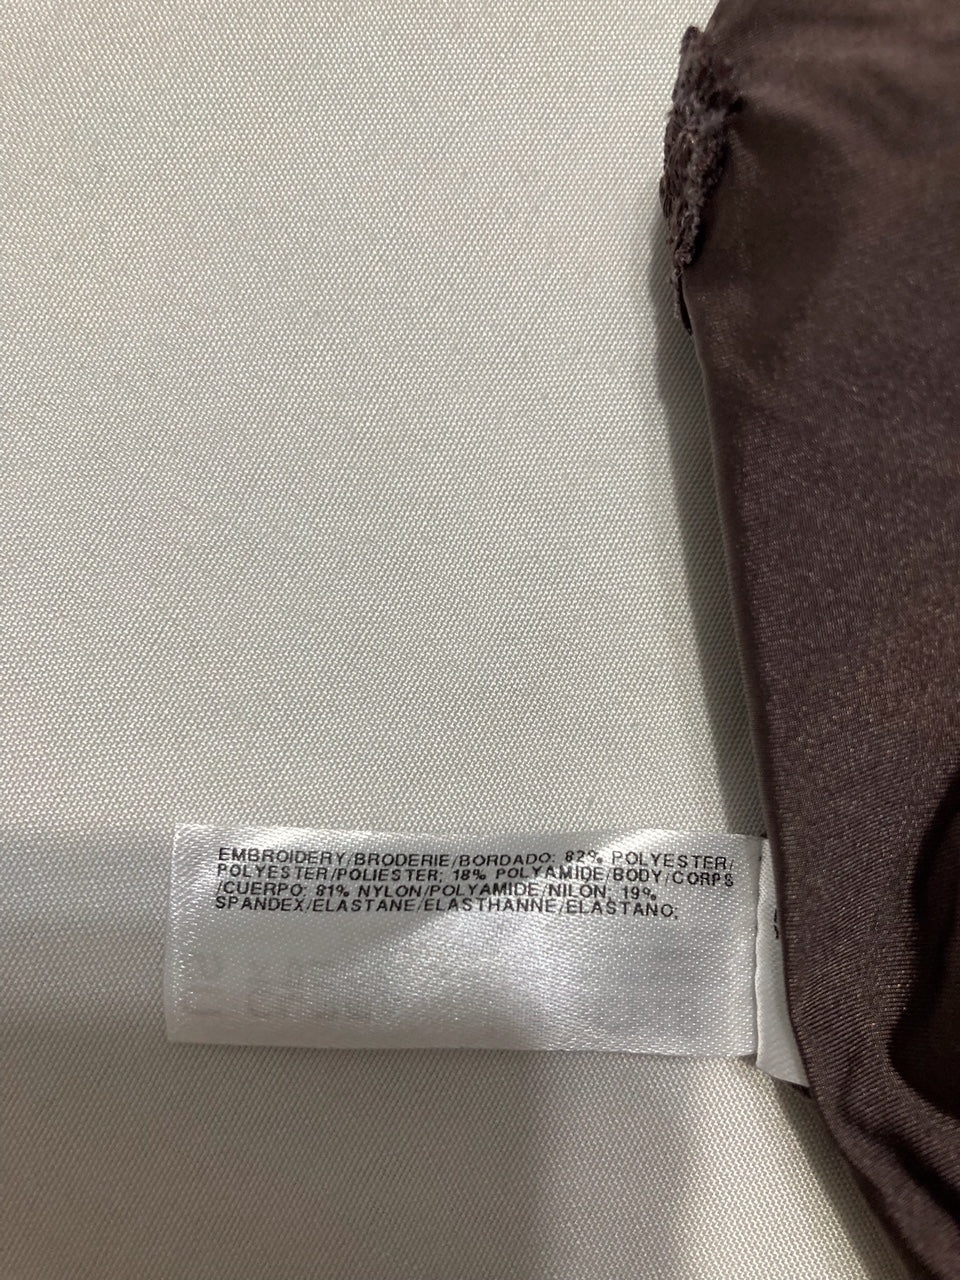 EMBROIDERY/BRODERIE/BORDADO: 82% POLYESTER/
POLYESTER/POLIESTER; 18% POLYAMIDE/BODY/CORPS
/CUERPO: 81% NYLON/POLYAMIDE/NILON; 19%
SPANDEX/ELASTANE/ELASTHANNE/ELASTANO;